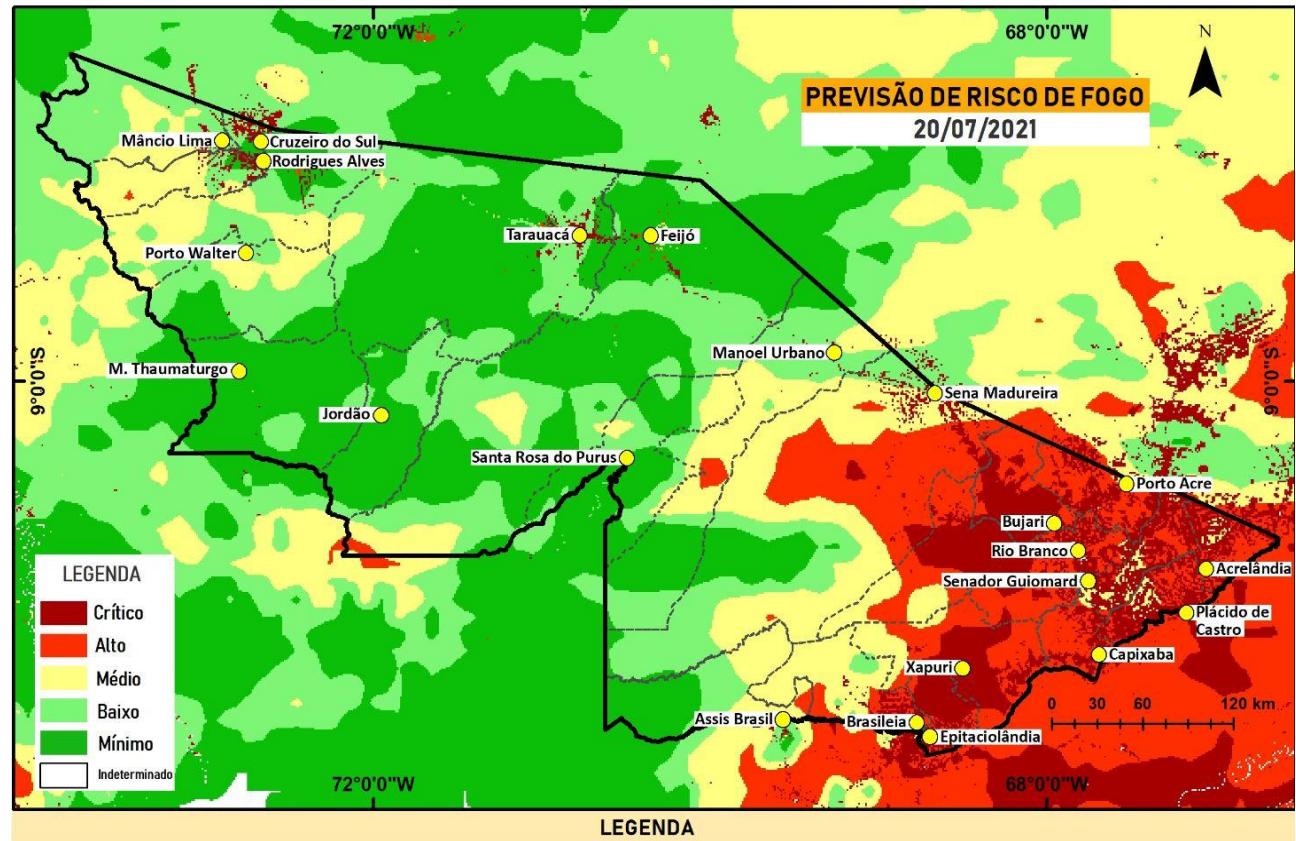 72°0'0"W
68°0'0"W
N
PREVISÃO DE RISCO DE FOGO
20/07/2021
Mâncio Lima
Cruzeiro do Sul
Rodrigues Alves
Porto Walter
Tarauacá
Feijó
Manoel Urbano
M. Thaumaturgo
9°0'0"S
9°0'0"S
Sena Madureira
Jordão
Santa Rosa do Purus
Porto Acre
Bujari
Rio Branco
Senador Guiomard
Acrelândia
Plácido de
Castro
Capixaba
Xapuri
Assis Brasil
Brasileia
Epitaciolândia
0 30 60 120 km
LEGENDA
Crítico
Alto
Médio
Baixo
Mínimo
Indeterminado
72°0'0"W
68°0'0"W
LEGENDA